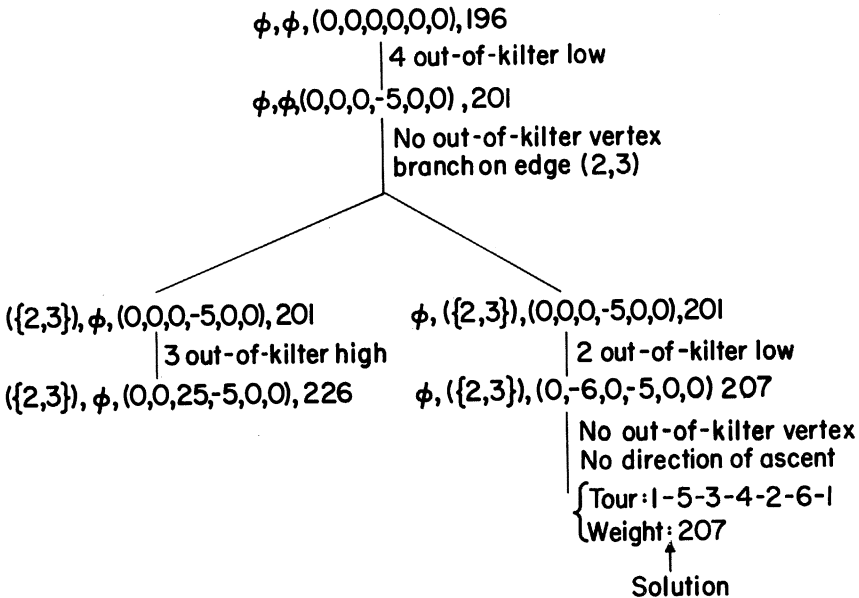 ϕ,ϕ,(0,0,0,0,0,0),196
4 out-of-kilter low
ϕ,ϕ,(0,0,0,-5,0,0),201
No out-of-kilter vertex
branch on edge (2,3)
({2,3}),ϕ,(0,0,0,-5,0,0),201
3 out-of-kilter high
({2,3}),ϕ,(0,0,25,-5,0,0),226
ϕ,({2,3}),(0,0,0,-5,0,0),201
2 out-of-kilter low
ϕ,({2,3}),(0,-6,0,-5,0,0) 207
No out-of-kilter vertex
No direction of ascent
Tour:1-5-3-4-2-6-1
Weight:207
Solution